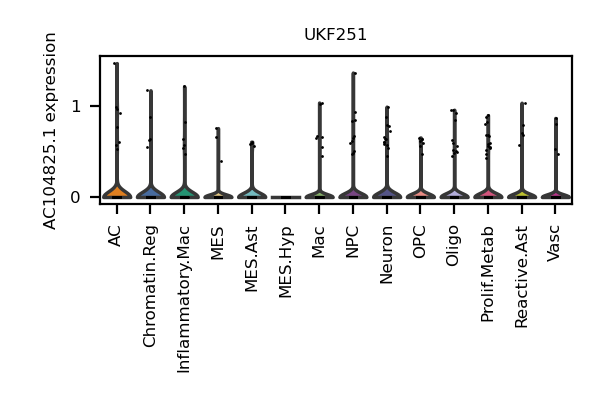 UKF251
AC104825.1 expression
1
0
AC
Chromatin.Reg
Inflammatory.Mac
MES
MES.Ast
MES.Hyp
Mac
NPC
Neuron
OPC
Oligo
Prolif.Metab
Reactive.Ast
Vasc